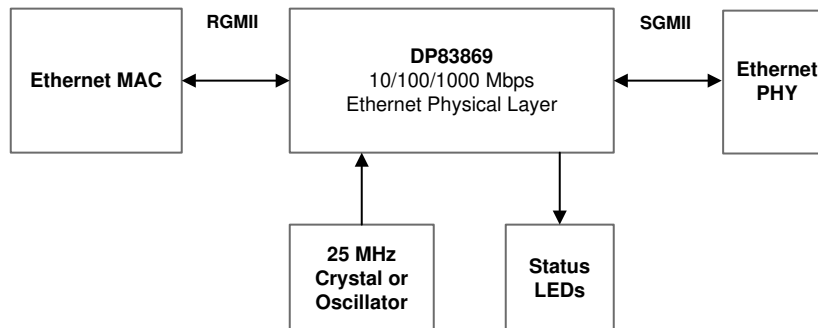 RGMII
SGMII
Ethernet MAC
DP83869
10/100/1000 Mbps
Ethernet Physical Layer
Ethernet
PHY
25 MHz
Crystal or
Oscillator
Status
LEDs